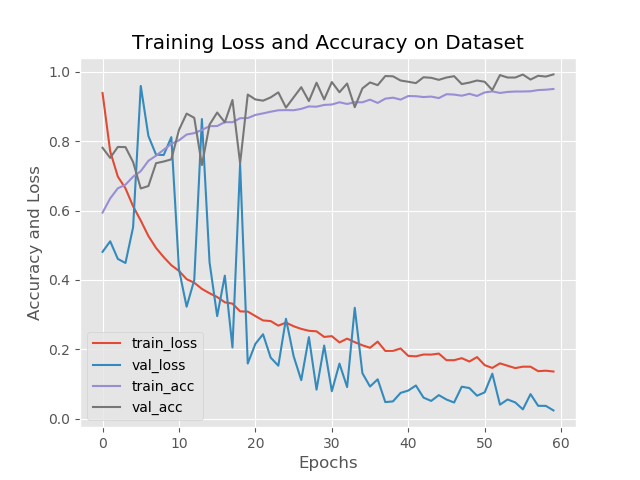 Training Loss and Accuracy on Dataset
1.0
0.8
0.6
0.4
0.2
0.0
Accuracy and Loss
train_loss
val_loss
train_acc
val_acc
0 10 20 30 40 50 60
Epochs